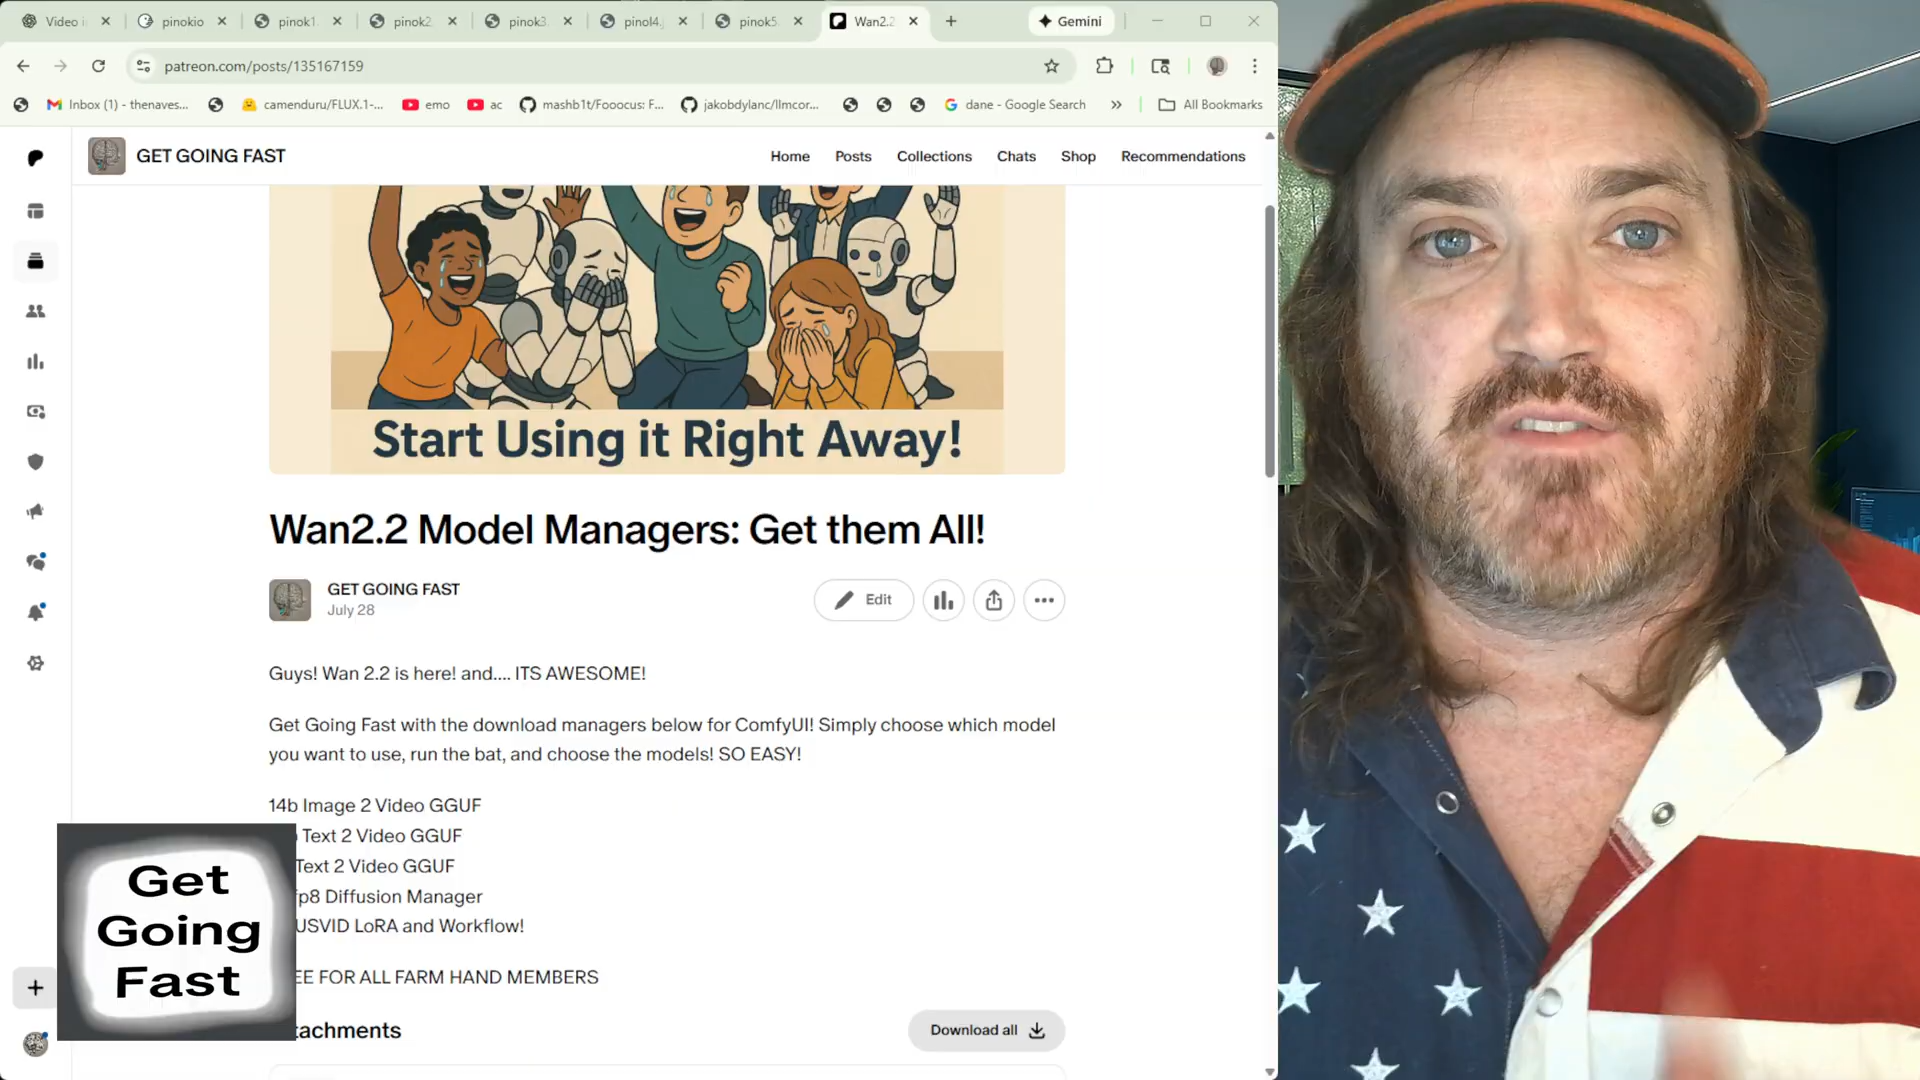 Video i
pinokio
pinok1
pinok2
pinok3
pinol4.
pinok5
Wan2.2
Gemini
patreon.com/posts/135167159
Inbox (1) - thenaves...
camenduru/FLUX.1-...
emo
ac
mashb1t/Fooocus: F...
jakobdylanc/llmcor...
dane - Google Search
All Bookmarks
GET GOING FAST
Home
Posts
Collections
Chats
Shop
Recommendations
Start Using it Right Away!
Wan2.2 Model Managers: Get them All!
GET GOING FAST
July 28
Edit
Guys! Wan 2.2 is here! and.... ITS AWESOME!
Get Going Fast with the download managers below for ComfyUI! Simply choose which model
you want to use, run the bat, and choose the models! SO EASY!
14b Image 2 Video GGUF
Text 2 Video GGUF
Text 2 Video GGUF
fp8 Diffusion Manager
USVID LoRA and Workflow!
EE FOR ALL FARM HAND MEMBERS
tachments
Download all
Get
Going
Fast